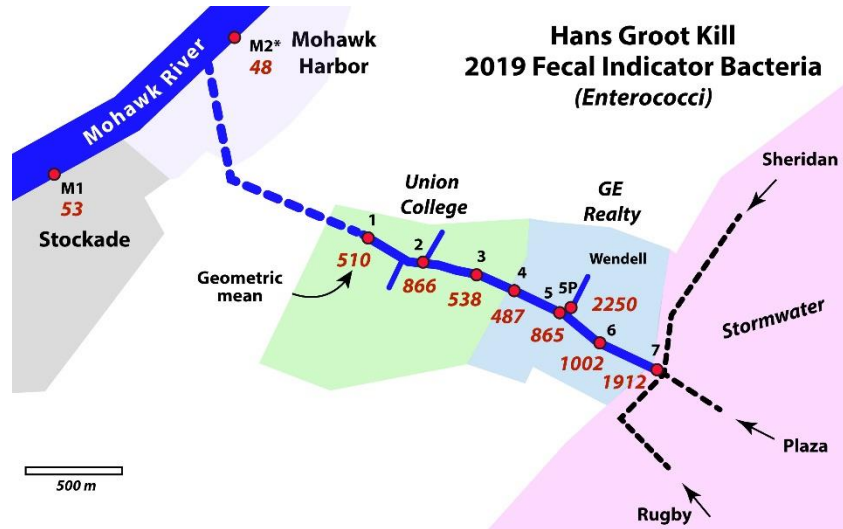 Hans Groot Kill
2019 Fecal Indicator Bacteria
(Enterococci)
Mohawk River
M2*
48
Mohawk
Harbor
M1
53
Stockade
Union
College
GE
Realty
Sheridan
Wendell
Stormwater
Plaza
Rugby
Geometric
mean
1
510
2
866
3
538
4
487
5
865
5P
2250
6
1002
7
1912
500 m